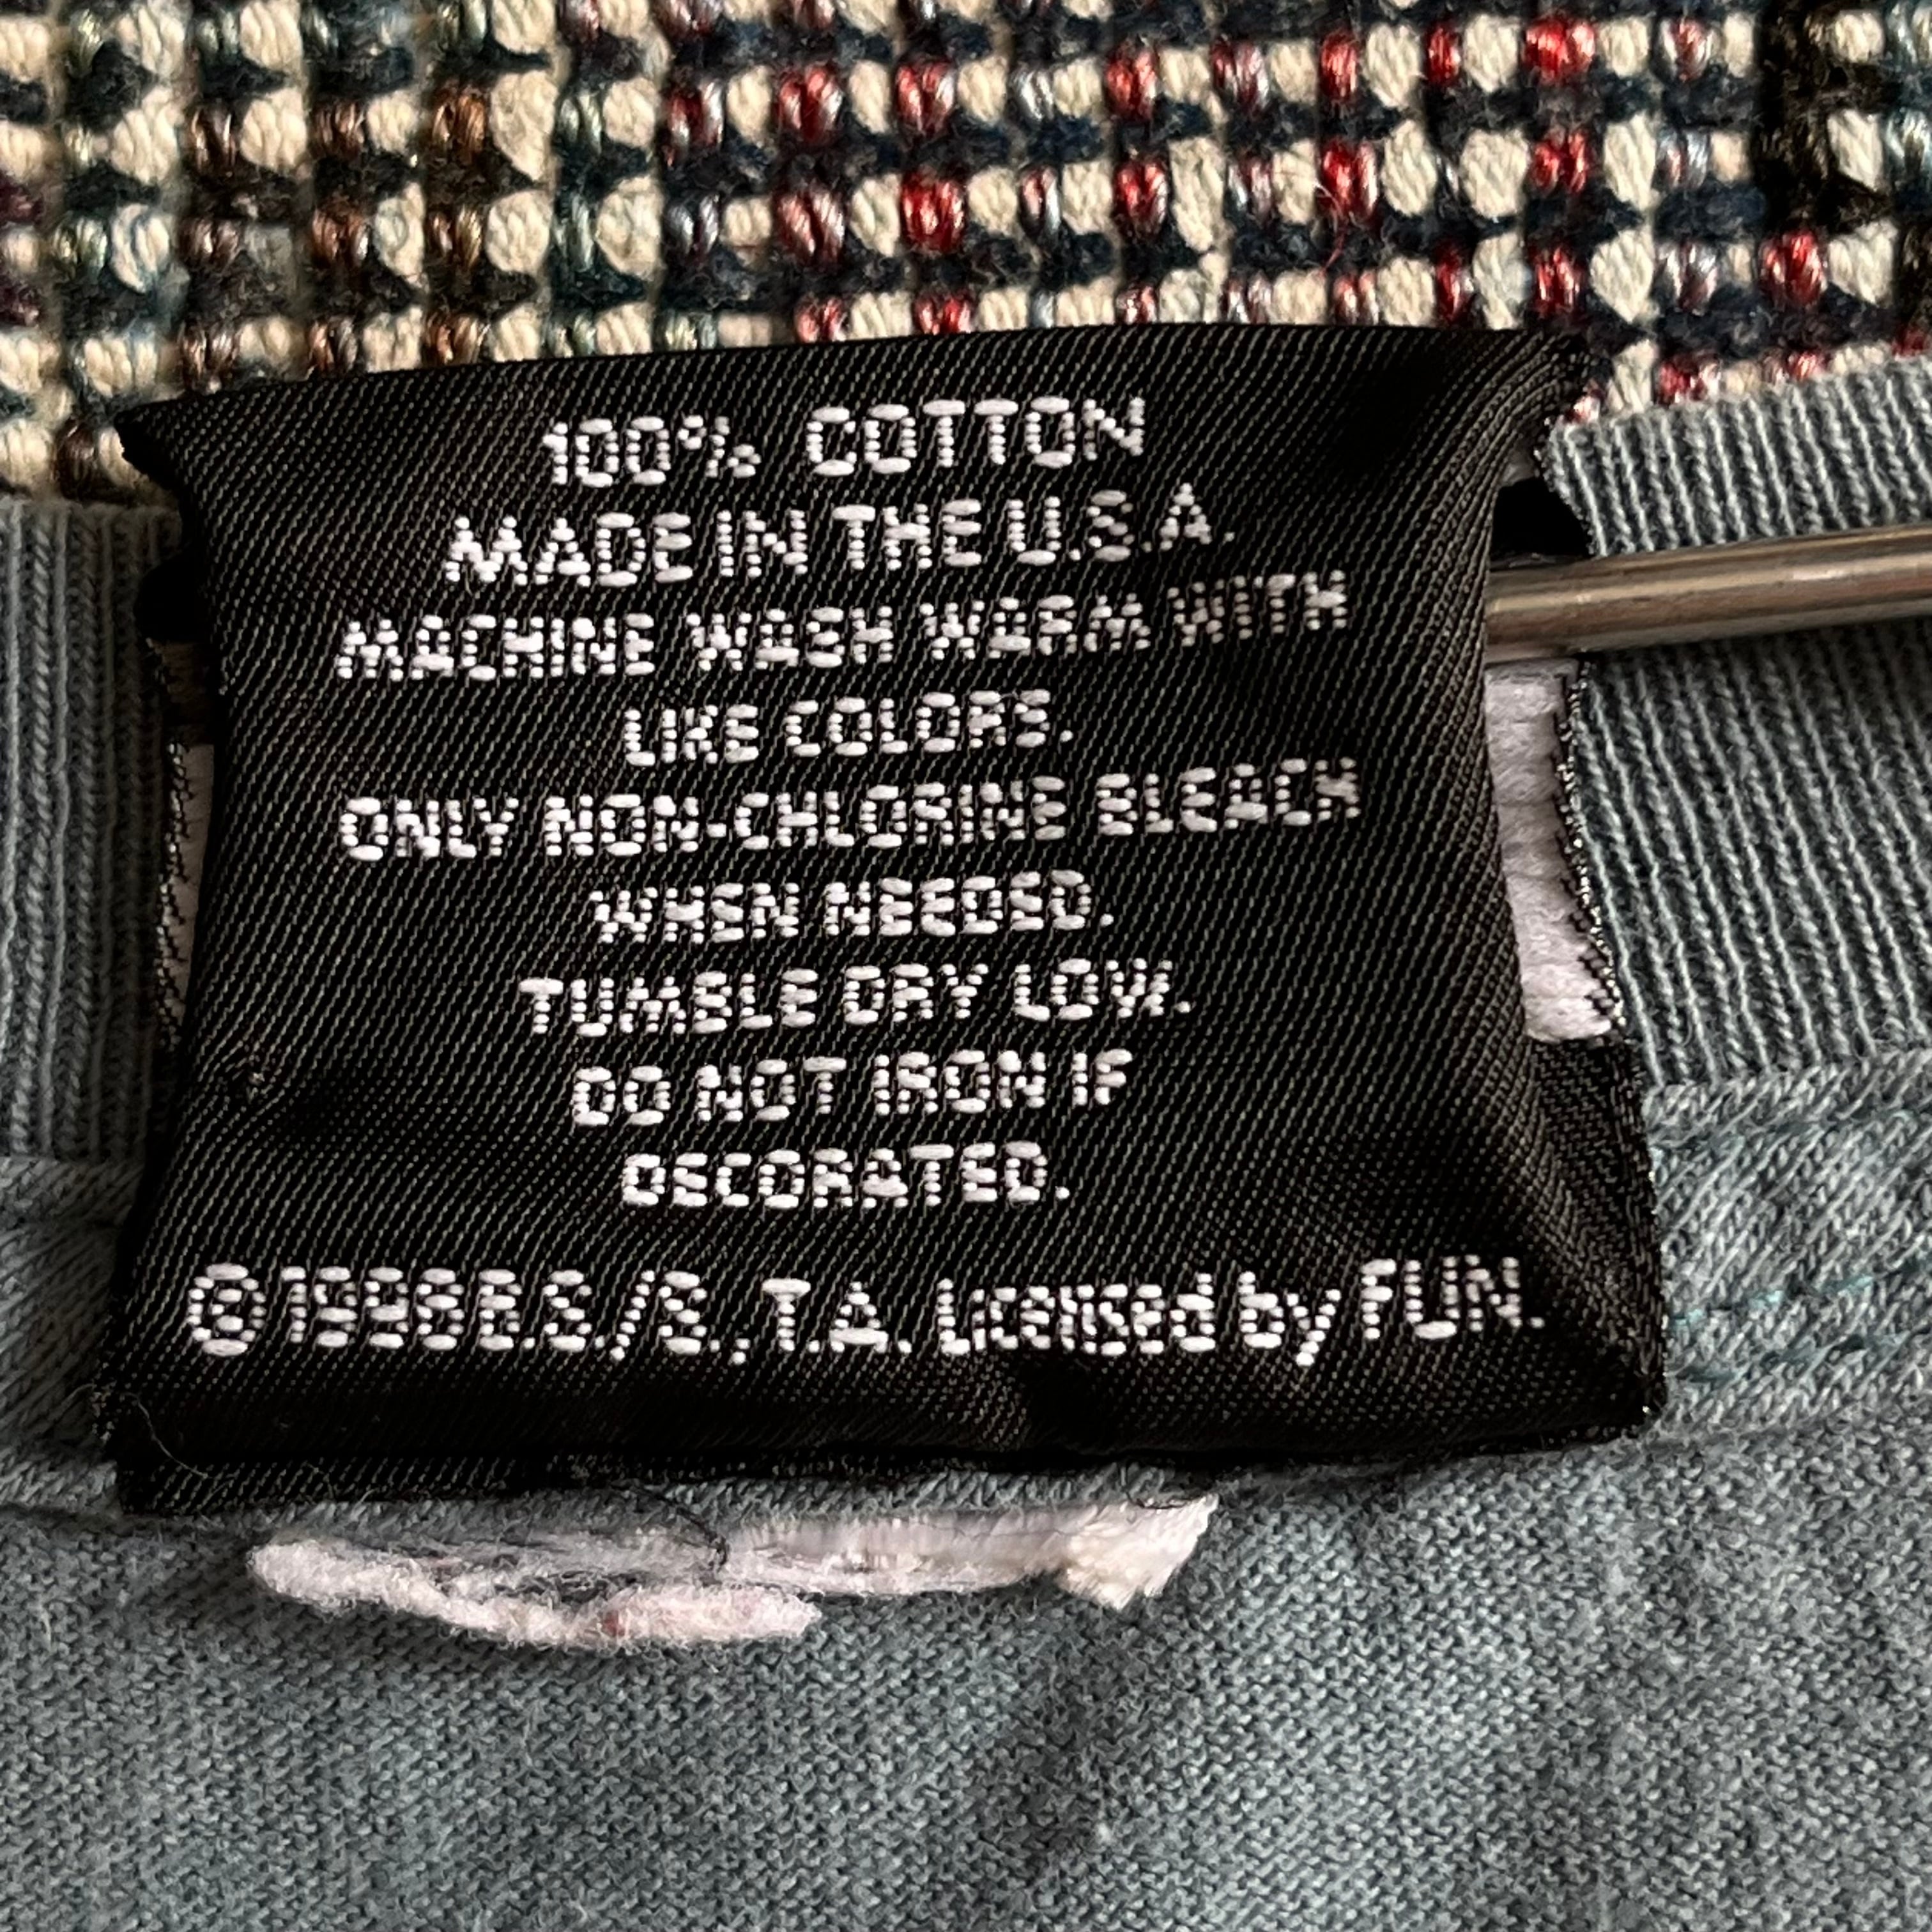 100% COTTON
MADE IN THE U.S.A.
MACHINE WASH WARM WITH
LIKE COLORS.
ONLY NON-CHLORINE BLEACH
WHEN NEEDED.
TUMBLE DRY LOW.
DO NOT IRON IF
DECORATED.
©1998 E.S./S.,T.A. Licensed by FUN.